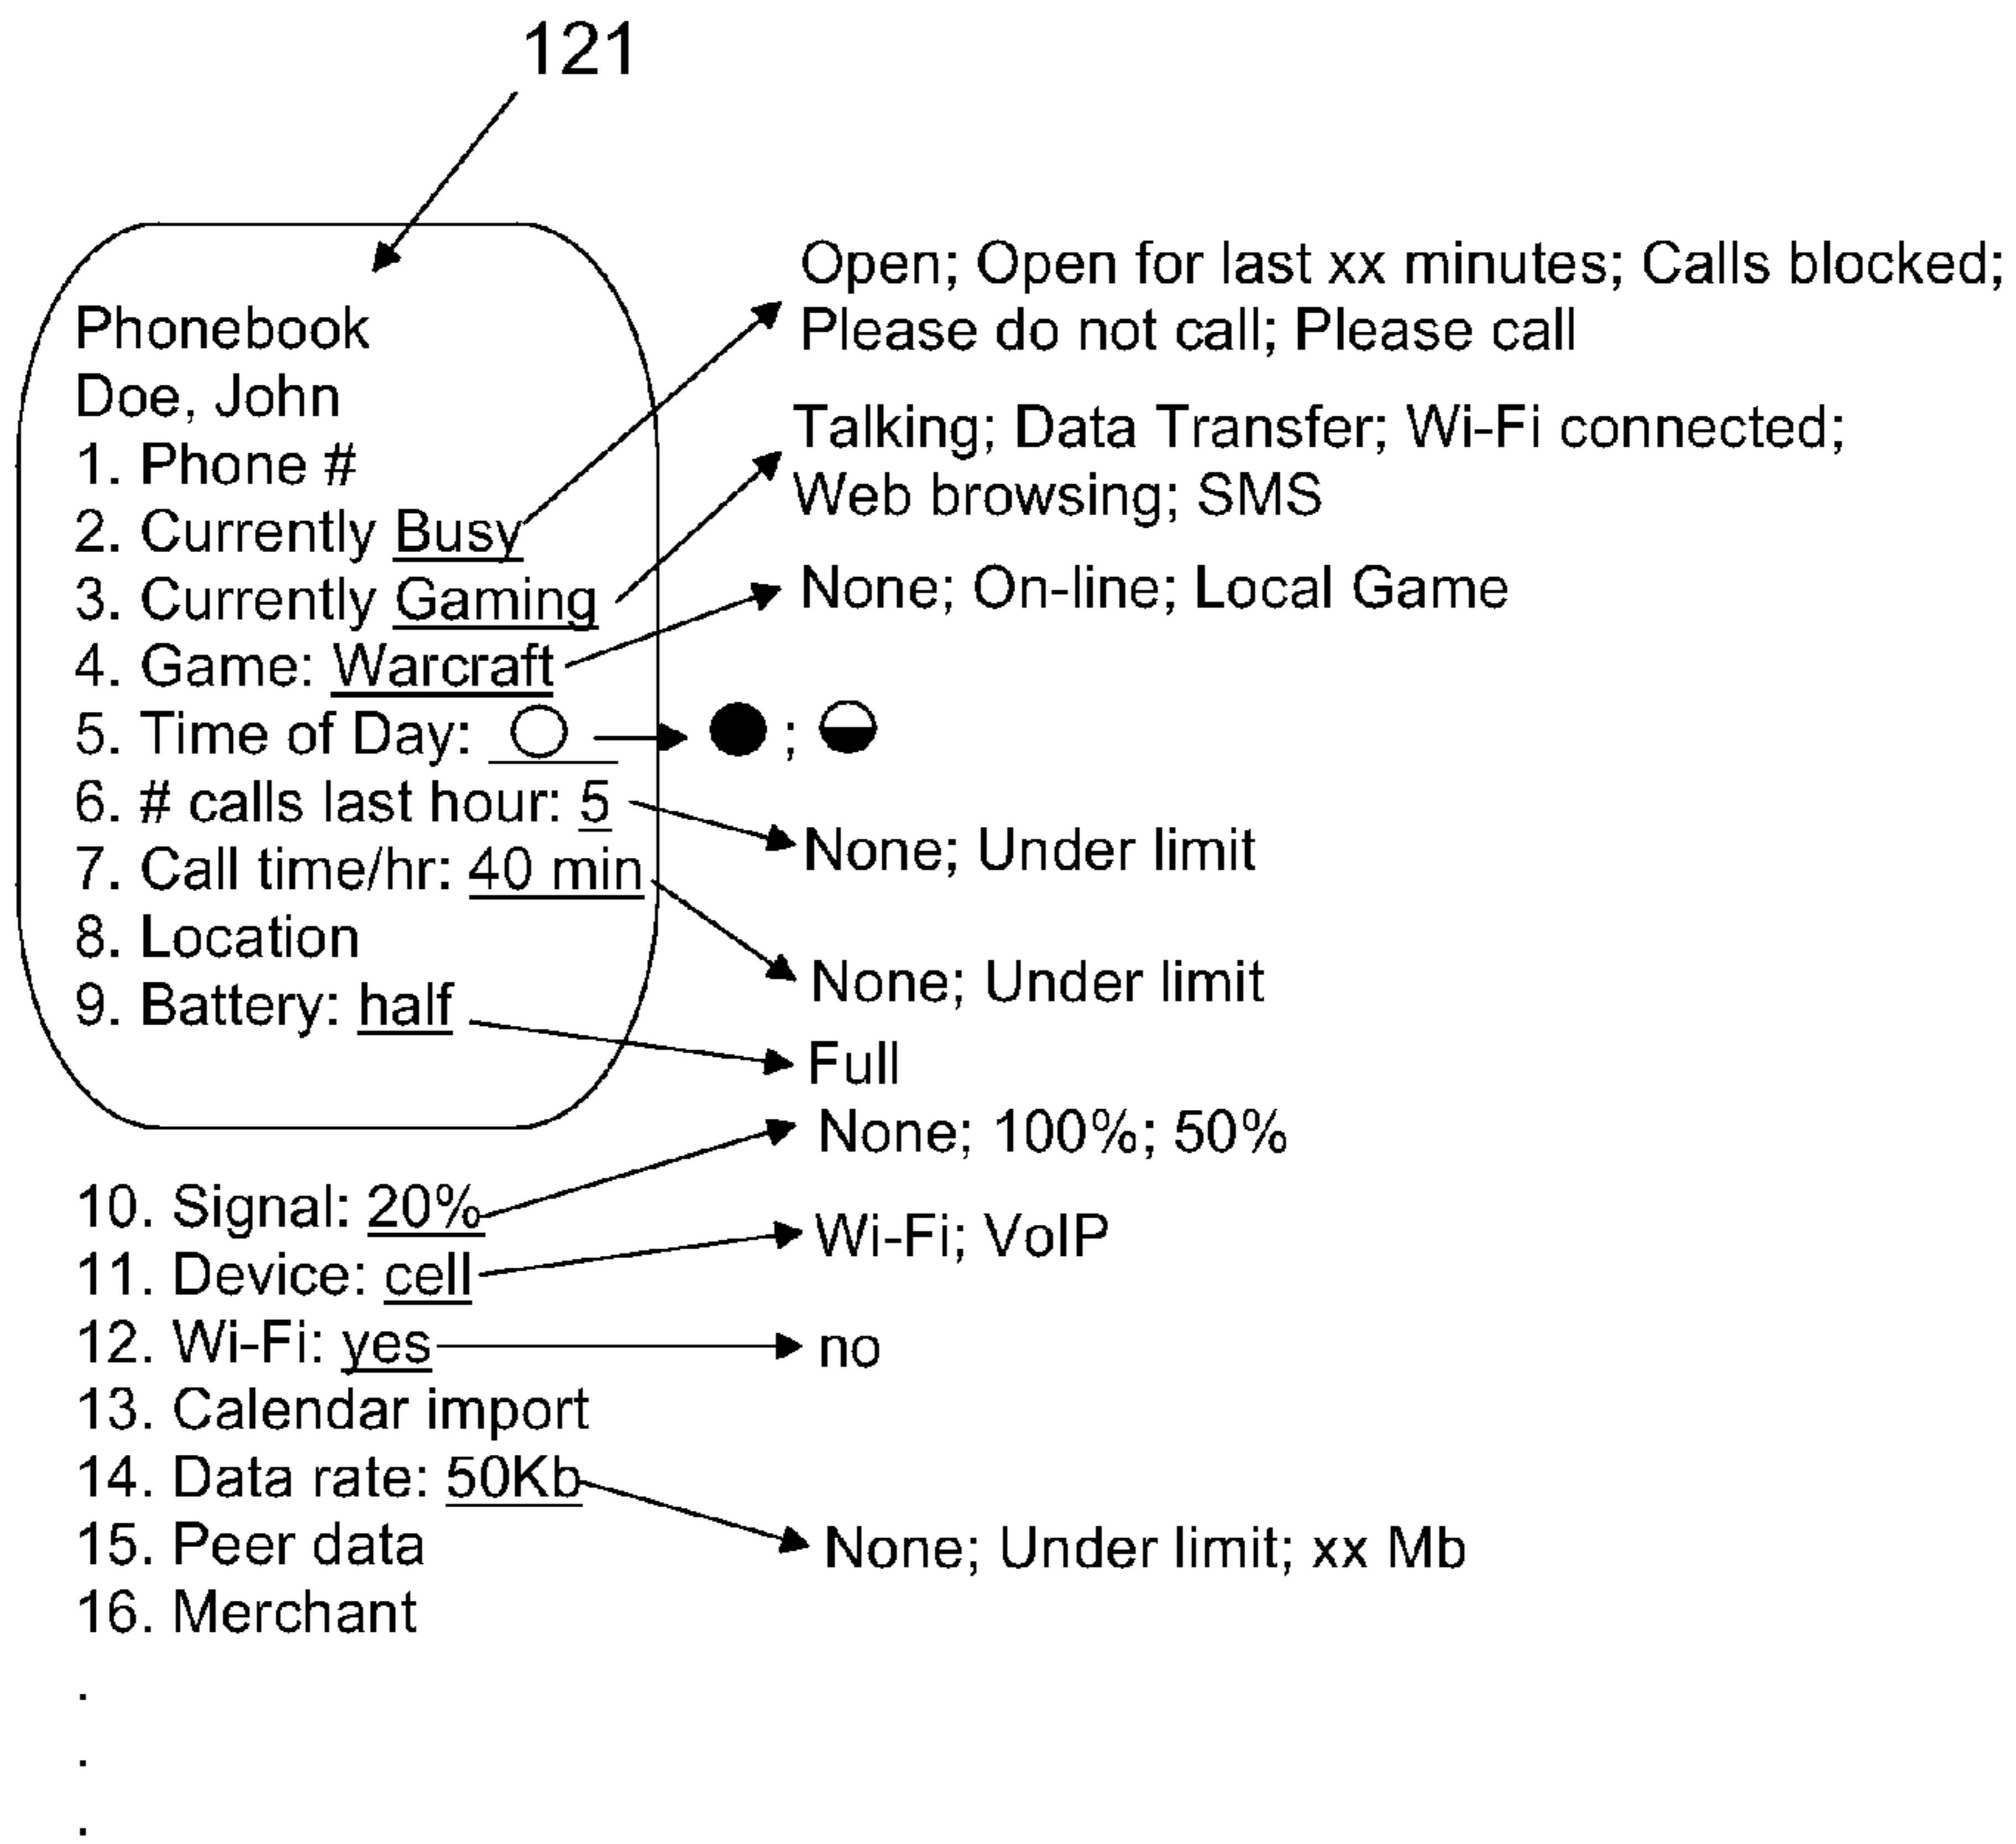 121
Phonebook
Doe, John
1. Phone #
2. Currently Busy
3. Currently Gaming
4. Game: Warcraft
5. Time of Day:
6. # calls last hour: 5
7. Call time/hr: 40 min
8. Location
9. Battery: half
10. Signal: 20%
11. Device: cell
12. Wi-Fi: yes
13. Calendar import
14. Data rate: 50Kb
15. Peer data
16. Merchant
.
.
.
Open; Open for last xx minutes; Calls blocked;
Please do not call; Please call
Talking; Data Transfer; Wi-Fi connected;
Web browsing; SMS
None; On-line; Local Game
;
None; Under limit
None; Under limit
Full
None; 100%; 50%
Wi-Fi; VoIP
no
None; Under limit; xx Mb